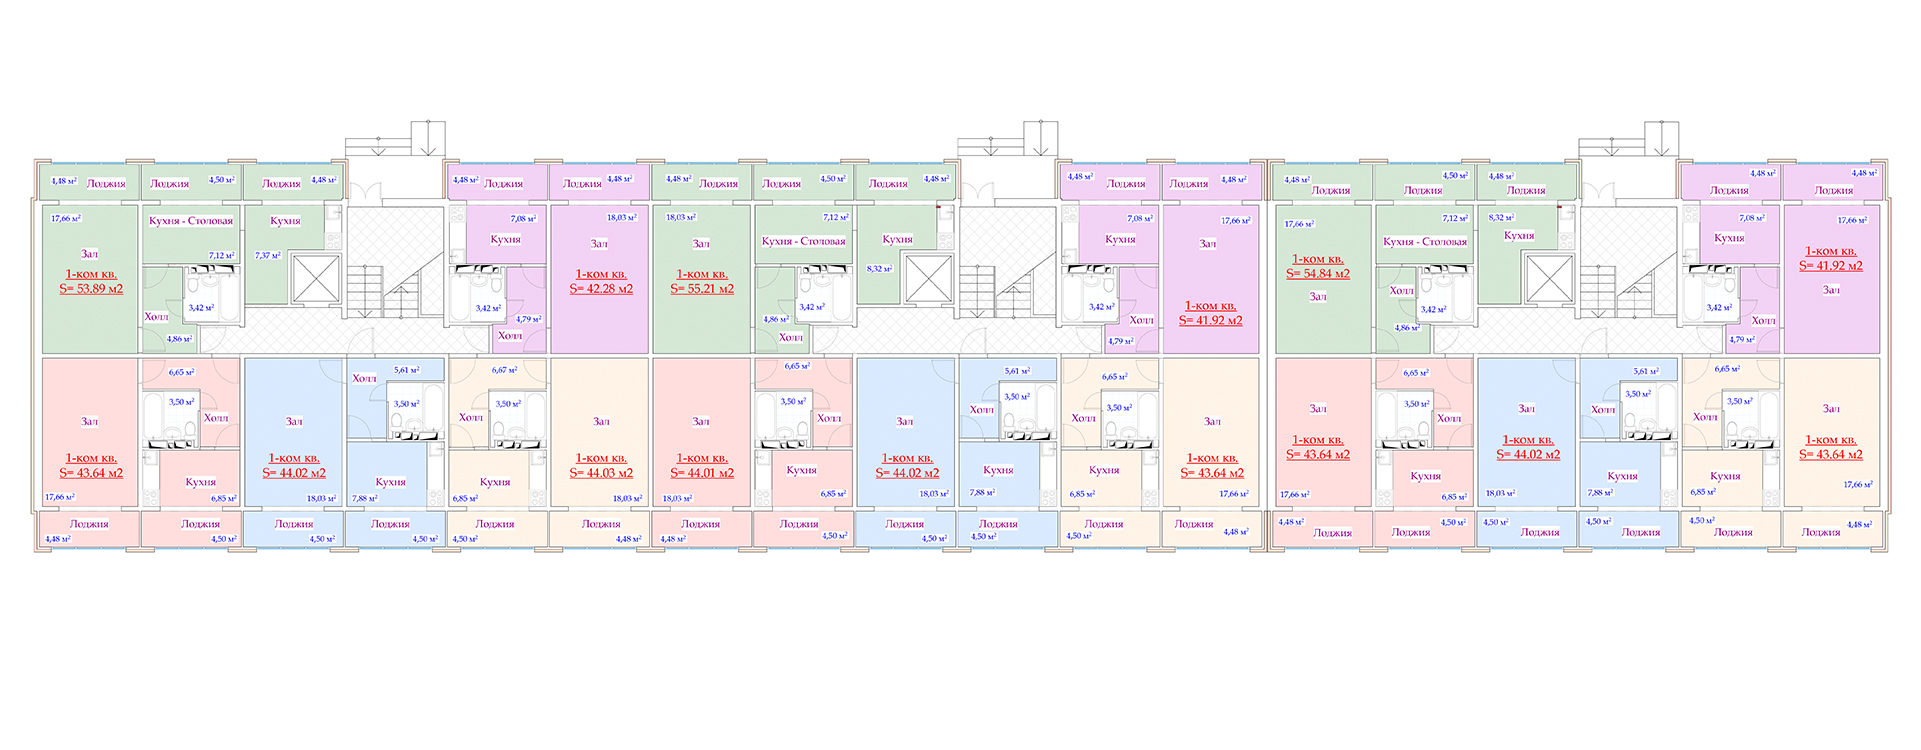 4,48 м²
Лоджия
Лоджия
4,50 м²
Лоджия
4,48 м²
17,66 м²
Зал
1-ком кв.
S= 53.89 м2
Кухня - Столовая
7,12 м²
Кухня
7,37 м²
3,42 м²
Холл
4,86 м²
4,48 м²
Лоджия
Лоджия
4,48 м²
7,08 м²
Кухня
18,03 м²
Зал
1-ком кв.
S= 42.28 м2
3,42 м²
4,79 м²
Холл
4,48 м²
Лоджия
Лоджия
4,50 м²
Лоджия
4,48 м²
18,03 м²
Зал
1-ком кв.
S= 55.21 м2
7,12 м²
Кухня - Столовая
Кухня
8,32 м²
3,42 м²
4,86 м²
Холл
4,48 м²
Лоджия
Лоджия
4,48 м²
7,08 м²
Кухня
17,66 м²
Зал
1-ком кв.
S= 41.92 м2
3,42 м²
Холл
4,79 м²
4,48 м²
Лоджия
4,50 м²
Лоджия
4,48 м²
Лоджия
17,66 м²
1-ком кв.
S= 54.84 м2
Зал
7,12 м²
Кухня - Столовая
8,32 м²
Кухня
Холл
3,42 м²
4,86 м²
4,48 м²
Лоджия
4,48 м²
Лоджия
7,08 м²
Кухня
17,66 м²
1-ком кв.
S= 41.92 м2
Зал
3,42 м²
Холл
4,79 м²
Зал
1-ком кв.
S= 43.64 м2
17,66 м²
6,65 м²
3,50 м²
Холл
Кухня
6,85 м²
Лоджия
4,48 м²
Лоджия
4,50 м²
Зал
1-ком кв.
S= 44.02 м2
18,03 м²
Холл
5,61 м²
3,50 м²
Кухня
7,88 м²
Лоджия
4,50 м²
Лоджия
4,50 м²
6,67 м²
3,50 м²
Холл
Кухня
6,85 м²
Зал
1-ком кв.
S= 44.03 м2
18,03 м²
Лоджия
4,50 м²
Лоджия
4,48 м²
Зал
1-ком кв.
S= 44.01 м2
18,03 м²
6,65 м²
3,50 м²
Холл
Кухня
6,85 м²
Лоджия
4,48 м²
Лоджия
4,50 м²
Зал
1-ком кв.
S= 44.02 м2
18,03 м²
5,61 м²
3,50 м²
Холл
Кухня
7,88 м²
Лоджия
4,50 м²
Лоджия
4,50 м²
6,65 м²
3,50 м²
Холл
Кухня
6,85 м²
Зал
1-ком кв.
S= 43.64 м2
17,66 м²
Лоджия
4,50 м²
Лоджия
4,48 м²
Зал
1-ком кв.
S= 43.64 м2
17,66 м²
6,65 м²
3,50 м²
Холл
Кухня
6,85 м²
4,48 м²
Лоджия
4,50 м²
Лоджия
Зал
1-ком кв.
S= 44.02 м2
18,03 м²
5,61 м²
3,50 м²
Холл
Кухня
7,88 м²
4,50 м²
Лоджия
4,50 м²
Лоджия
6,65 м²
3,50 м²
Холл
Кухня
6,85 м²
Зал
1-ком кв.
S= 43.64 м2
17,66 м²
4,50 м²
Лоджия
4,48 м²
Лоджия